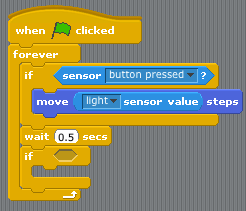 when clicked
forever
if sensor button pressed ?
move light sensor value steps
wait 0.5 secs
if